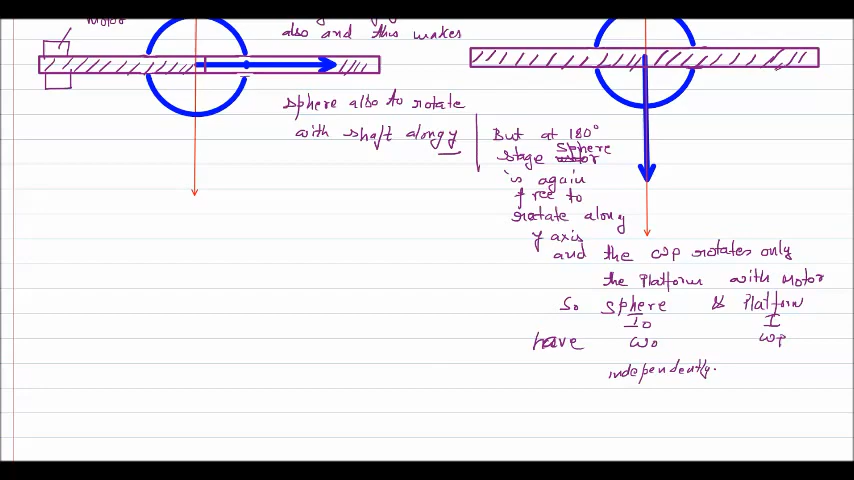 motor
also and this makes
sphere also to rotate
with shaft along y
But at 180°
stage sphere
is again
free to
rotate along
y axis
and the ωp rotates only
the platform with motor
So sphere & platform
I0 I
have ω0 ωp
independently.